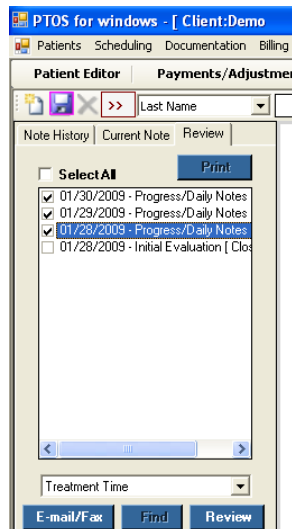 PTOS for windows - [ Client:Demo
Patients Scheduling Documentation Billing
Patient Editor Payments/Adjustme
>> Last Name
Note History Current Note Review
Select All Print
01/30/2009 - Progress/Daily Notes
01/29/2009 - Progress/Daily Notes
01/28/2009 - Progress/Daily Notes
01/28/2009 - Initial Evaluation [ Clos
Treatment Time
E-mail/Fax Find Review